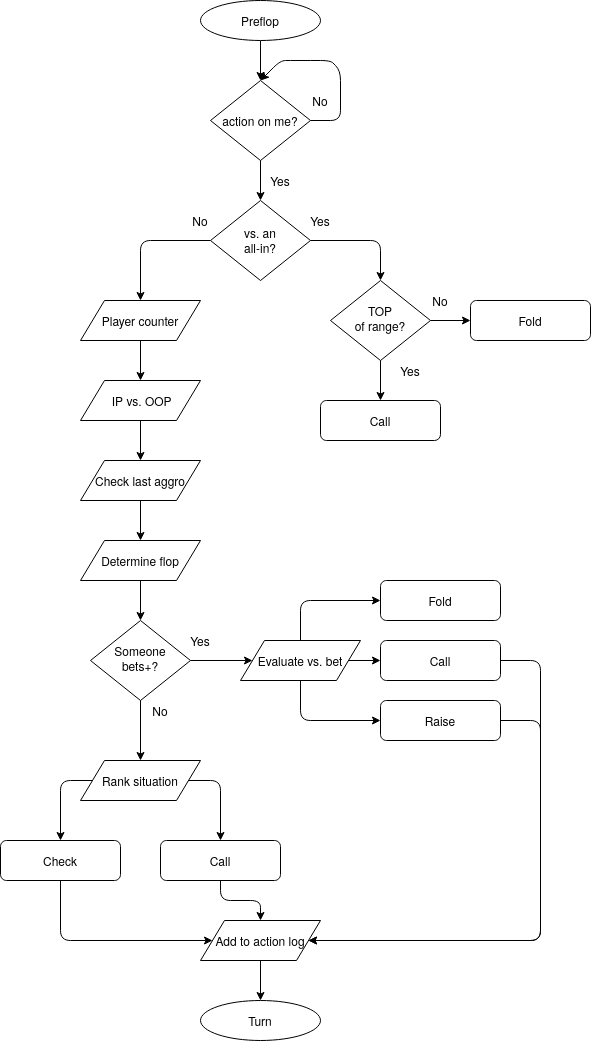 Preflop
No
action on me?
Yes
No
Yes
vs. an
all-in?
Player counter
TOP
of range?
No
Fold
Yes
IP vs. OOP
Call
Check last aggro
Determine flop
Fold
Someone
bets+?
Yes
Evaluate vs. bet
Call
No
Raise
Rank situation
Check
Call
Add to action log
Turn